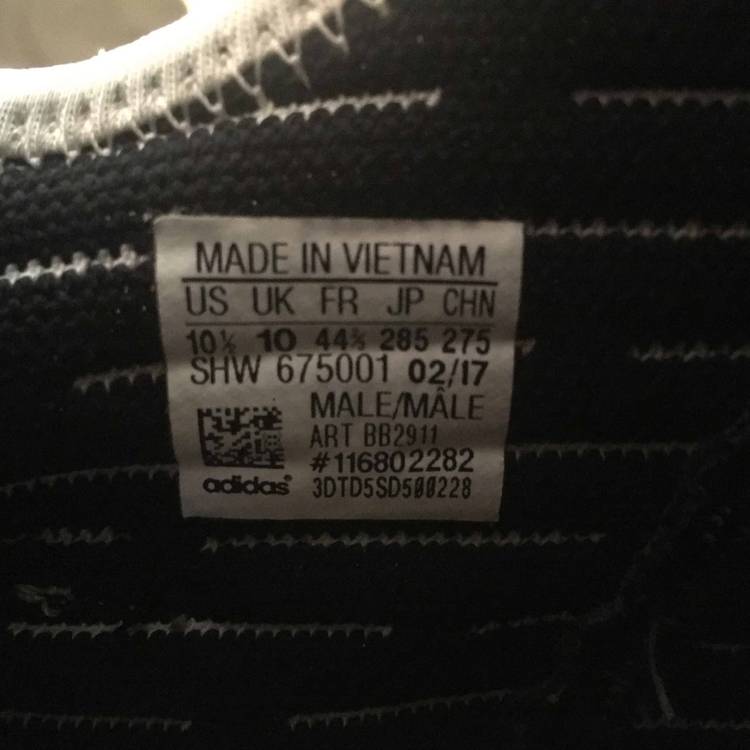 MADE IN VIETNAM
US UK FR JP CHN
10½ 10 44⅔ 285 275
SHW 675001 02/17
MALE/MÂLE
ART BB2911
#116802282
adidas® 3DTD5SD500228